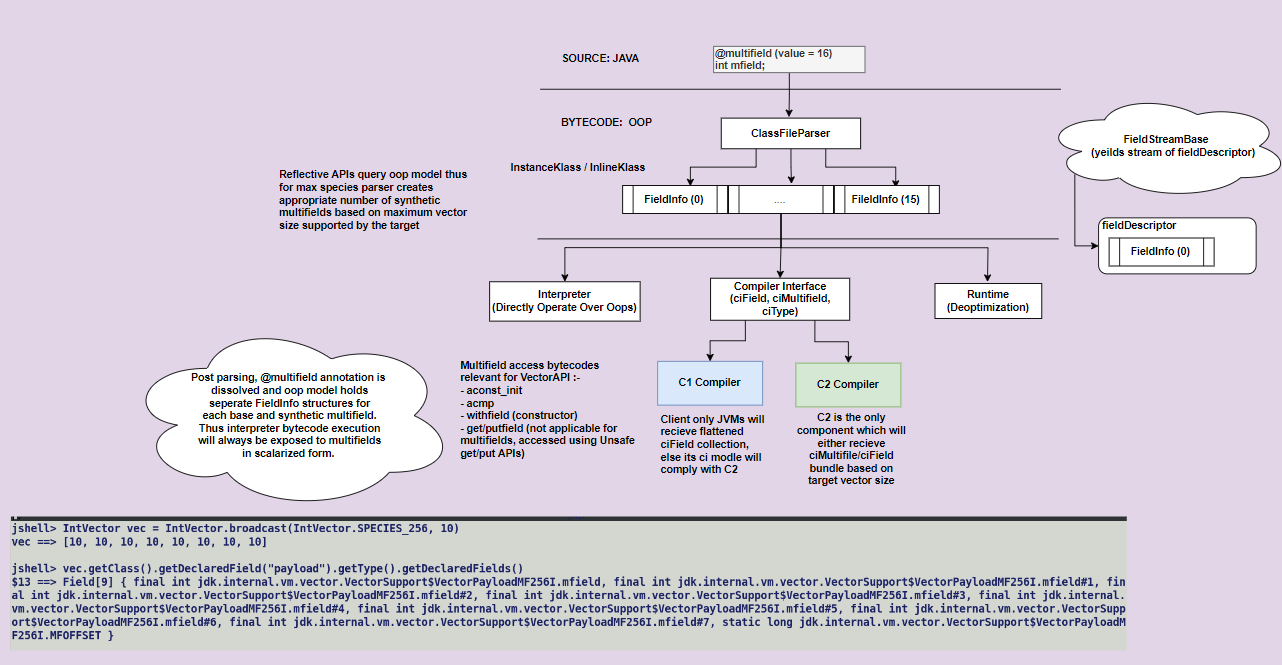 SOURCE: JAVA
@multifield (value = 16)
int mfield;
BYTECODE: OOP
ClassFileParser
FieldStreamBase
(yeilds stream of fieldDescriptor)
InstanceKlass / InlineKlass
Reflective APIs query oop model thus
for max species parser creates
appropriate number of synthetic
multifields based on maximum vector
size supported by the target
FieldInfo (0)
....
FileldInfo (15)
fieldDescriptor
FieldInfo (0)
Interpreter
(Directly Operate Over Oops)
Compiler Interface
(ciField, ciMultifield,
ciType)
Runtime
(Deoptimization)
Post parsing, @multifield annotation is
dissolved and oop model holds
seperate FieldInfo structures for
each base and synthetic multifield.
Thus interpreter bytecode execution
will always be exposed to multifields
in scalarized form.
Multifield access bytecodes
relevant for VectorAPI :-
- aconst_init
- acmp
- withfield (constructor)
- get/putfield (not applicable for
multifields, accessed using Unsafe
get/put APIs)
C1 Compiler
Client only JVMs will
recieve flattened
ciField collection,
else its ci modle will
comply with C2
C2 Compiler
C2 is the only
component which will
either recieve
ciMultifile/ciField
bundle based on
target vector size
jshell> IntVector vec = IntVector.broadcast(IntVector.SPECIES_256, 10)
vec ==> [10, 10, 10, 10, 10, 10, 10, 10]
jshell> vec.getClass().getDeclaredField("payload").getType().getDeclaredFields()
$13 ==> Field[9] { final int jdk.internal.vm.vector.VectorSupport$VectorPayloadMF256I.mfield, final int jdk.internal.vm.vector.VectorSupport$VectorPayloadMF256I.mfield#1, fin
al int jdk.internal.vm.vector.VectorSupport$VectorPayloadMF256I.mfield#2, final int jdk.internal.vm.vector.VectorSupport$VectorPayloadMF256I.mfield#3, final int jdk.internal.
vm.vector.VectorSupport$VectorPayloadMF256I.mfield#4, final int jdk.internal.vm.vector.VectorSupport$VectorPayloadMF256I.mfield#5, final int jdk.internal.vm.vector.VectorSupp
ort$VectorPayloadMF256I.mfield#6, final int jdk.internal.vm.vector.VectorSupport$VectorPayloadMF256I.mfield#7, static long jdk.internal.vm.vector.VectorSupport$VectorPayloadM
F256I.MFOFFSET }